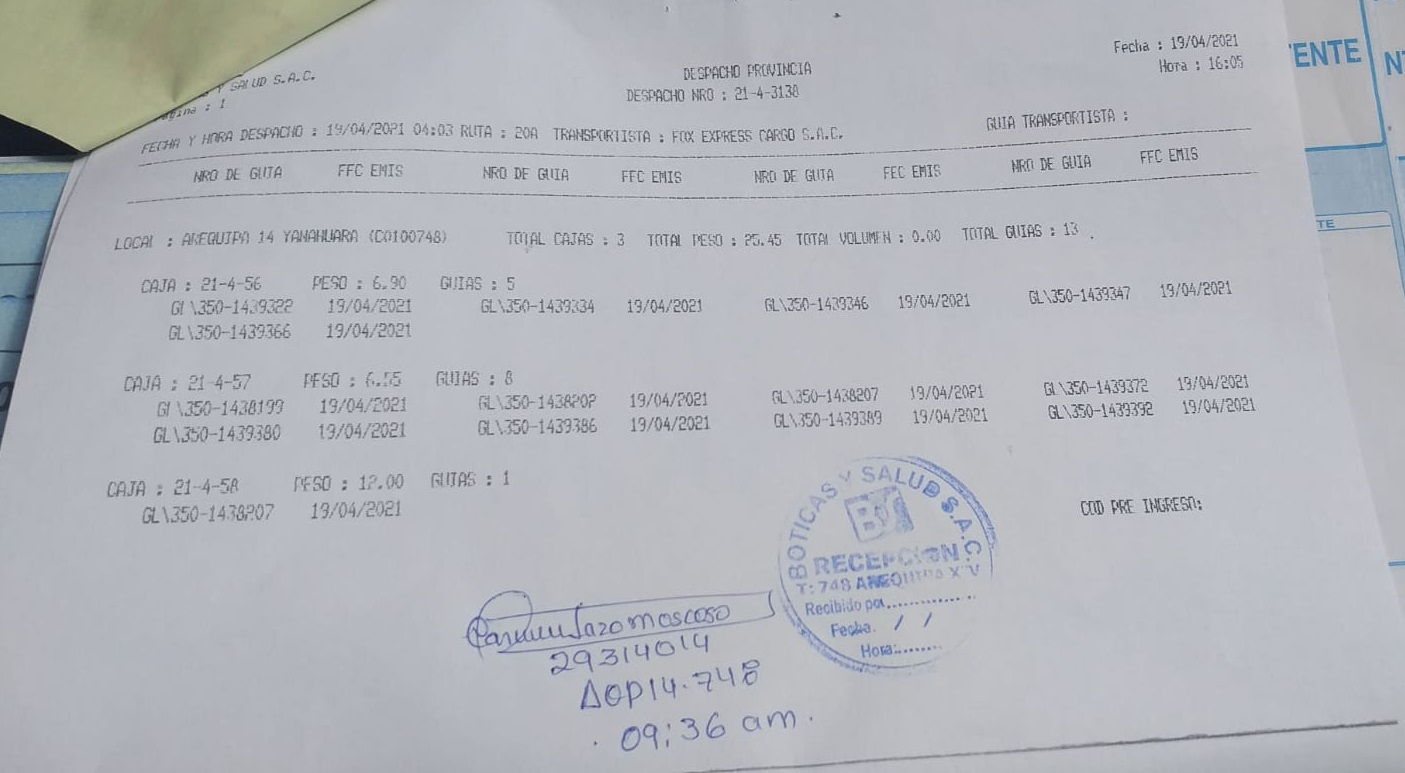 Y SALUD S.A.C.
DESPACHO PROVINCIA
Fecha : 19/04/2021
gina : 1
DESPACHO NRO : 21-4-3138
Hora : 16:05
FECHA Y HORA DESPACHO : 19/04/2021 04:03 RUTA : 20A TRANSPORTISTA : FOX EXPRESS CARGO S.A.C. GUIA TRANSPORTISTA :
NRO DE GUIA FEC EMIS NRO DE GUIA FEC EMIS NRO DE GUIA FEC EMIS NRO DE GUIA FEC EMIS
LOCAL : AREQUIPA 14 YANAHUARA (C0100748) TOTAL CAJAS : 3 TOTAL PESO : 25.45 TOTAL VOLUMEN : 0.00 TOTAL GUIAS : 13
CAJA : 21-4-56 PESO : 6.90 GUIAS : 5
GL\350-1439322 19/04/2021 GL\350-1439334 19/04/2021 GL\350-1439346 19/04/2021 GL\350-1439347 19/04/2021
GL\350-1439366 19/04/2021
CAJA : 21-4-57 PESO : 6.55 GUIAS : 8
GL\350-1438199 19/04/2021 GL\350-1438202 19/04/2021 GL\350-1438207 19/04/2021 GL\350-1439372 19/04/2021
GL\350-1439380 19/04/2021 GL\350-1439386 19/04/2021 GL\350-1439389 19/04/2021 GL\350-1439392 19/04/2021
CAJA : 21-4-58 PESO : 12.00 GUIAS : 1
GL\350-1438207 19/04/2021
COD PRE INGRESO:
BOTICAS Y SALUD S.A.C
RECEPCION
T: 748 AREQUIPA XIV
Recibido por
Fecha. / /
Hora:
Moscoso
29314014
AQP14.748
09:36 am.
ENTE
N
TE